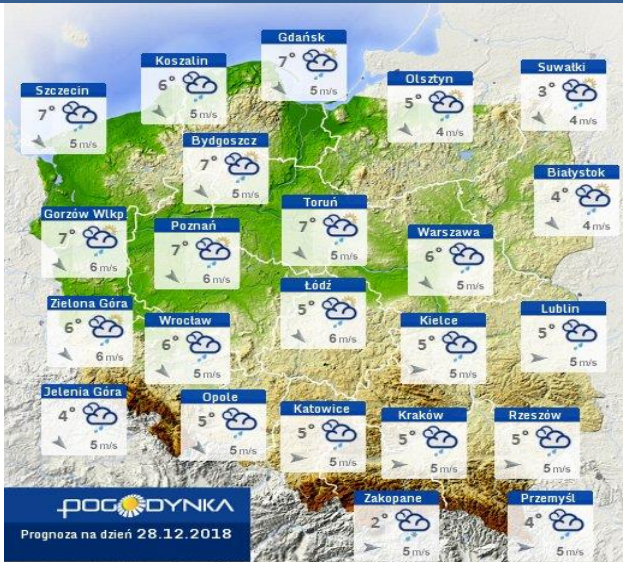 Gdańsk
7°
5 m/s
Koszalin
6°
5 m/s
Szczecin
7°
5 m/s
Olsztyn
5°
4 m/s
Suwałki
3°
4 m/s
Bydgoszcz
7°
5 m/s
Białystok
4°
4 m/s
Gorzów Wlkp
7°
6 m/s
Poznań
7°
6 m/s
Toruń
7°
5 m/s
Warszawa
6°
5 m/s
Zielona Góra
6°
6 m/s
Wrocław
6°
5 m/s
Łódź
5°
6 m/s
Kielce
5°
5 m/s
Lublin
5°
5 m/s
Jelenia Góra
4°
5 m/s
Opole
5°
5 m/s
Katowice
5°
5 m/s
Kraków
5°
5 m/s
Rzeszów
5°
5 m/s
Zakopane
2°
5 m/s
Przemyśl
4°
5 m/s
POGODYNKA
Prognoza na dzień 28.12.2018